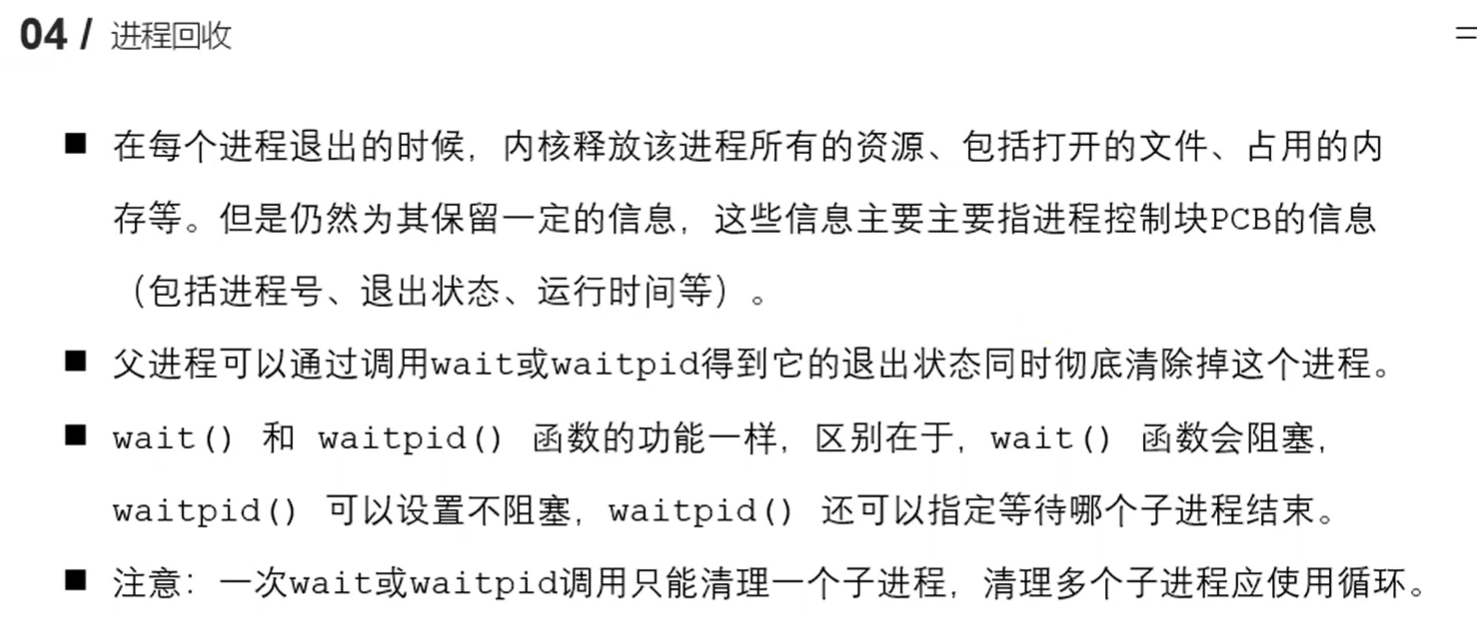 04 / 进程回收
■ 在每个进程退出的时候，内核释放该进程所有的资源、包括打开的文件、占用的内
存等。但是仍然为其保留一定的信息，这些信息主要主要指进程控制块PCB的信息
（包括进程号、退出状态、运行时间等）。
■ 父进程可以通过调用wait或waitpid得到它的退出状态同时彻底清除掉这个进程。
■ wait() 和 waitpid() 函数的功能一样，区别在于，wait() 函数会阻塞，
waitpid() 可以设置不阻塞，waitpid() 还可以指定等待哪个子进程结束。
■ 注意：一次wait或waitpid调用只能清理一个子进程，清理多个子进程应使用循环。